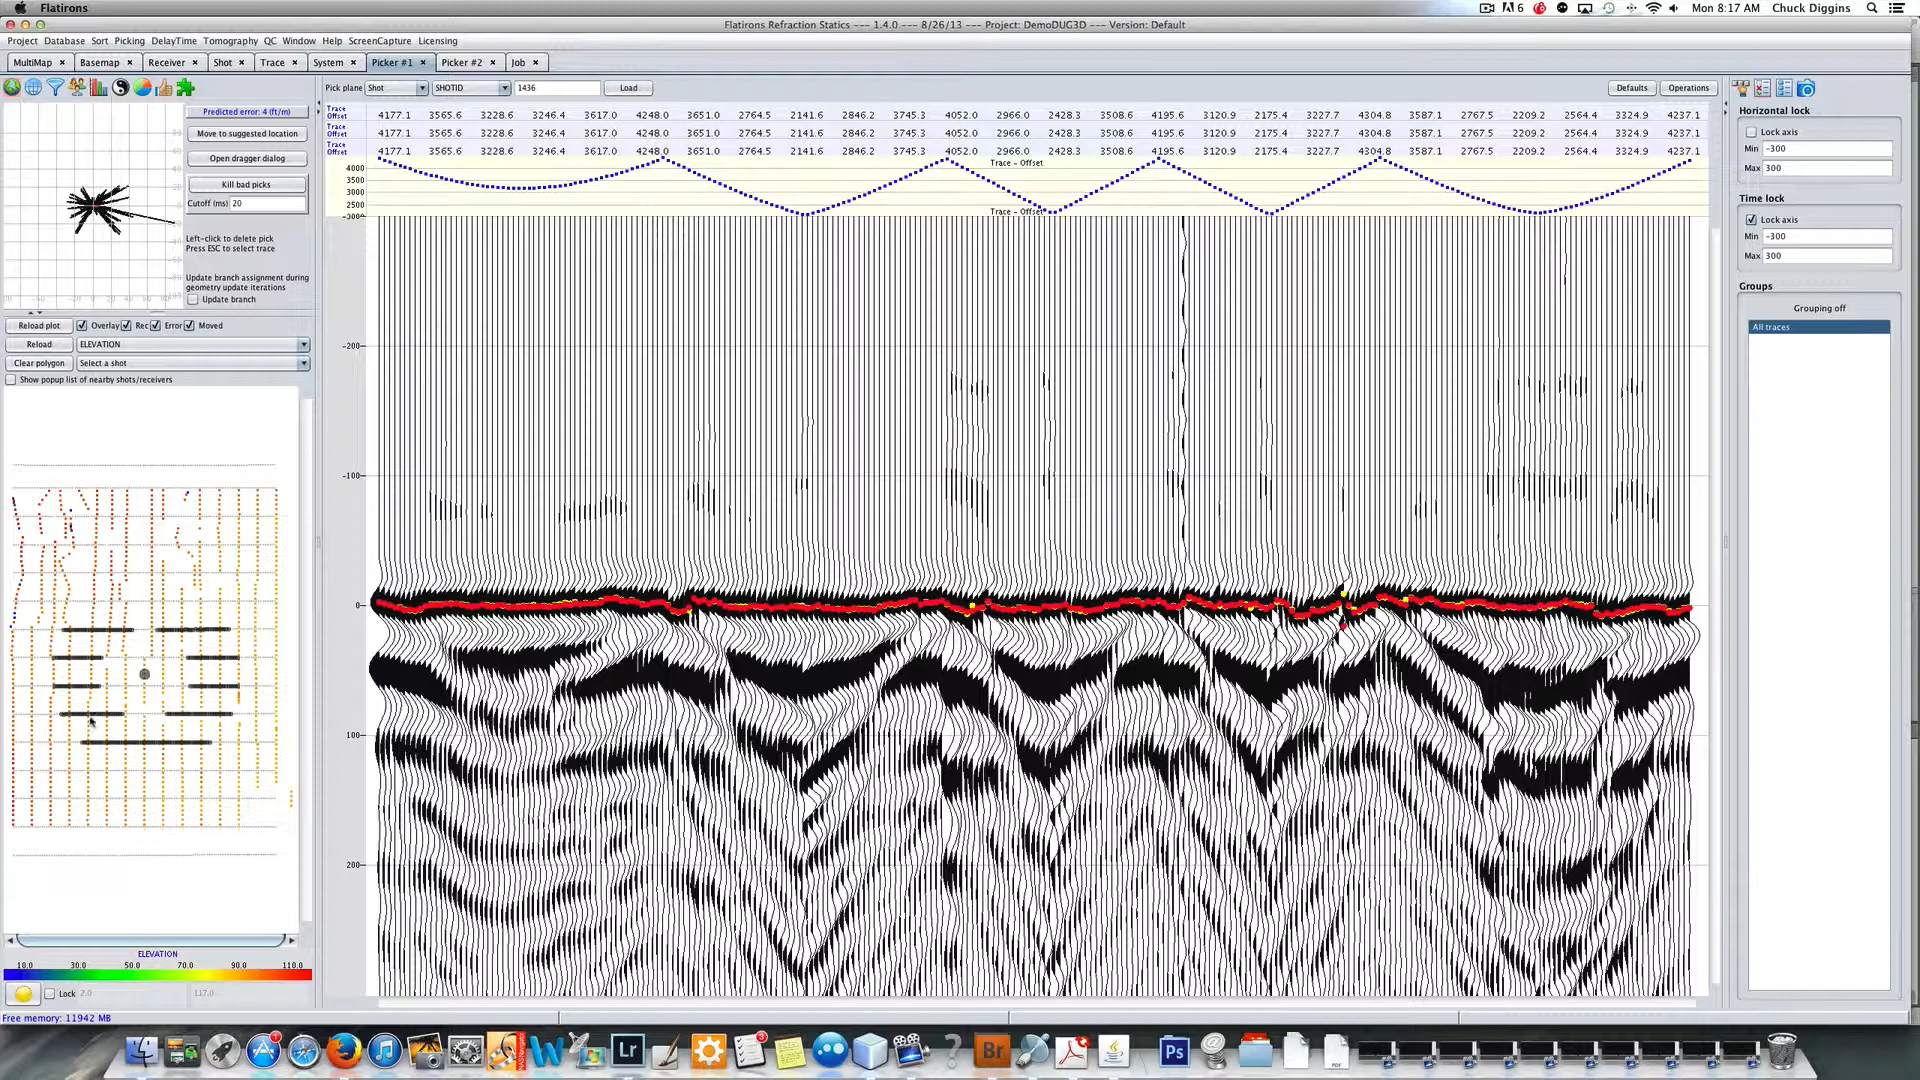 Flatirons
6
Mon 8:17 AM Chuck Diggins
Flatirons Refraction Statics --- 1.4.0 --- 8/26/13 --- Project: DemoDUG3D --- Version: Default
Project Database Sort Picking DelayTime Tomography QC Window Help ScreenCapture Licensing
MultiMap Basemap Receiver Shot Trace System Picker #1 Picker #2 Job
Pick plane Shot SHOTID 1436 Load Defaults Operations
Trace Offset 4177.1 3565.6 3228.6 3246.4 3617.0 4248.0 3651.0 2764.5 2141.6 2846.2 3745.3 4052.0 2966.0 2428.3 3508.6 4195.6 3120.9 2175.4 3227.7 4304.8 3587.1 2767.5 2209.2 2564.4 3324.9 4237.1
Trace Offset 4177.1 3565.6 3228.6 3246.4 3617.0 4248.0 3651.0 2764.5 2141.6 2846.2 3745.3 4052.0 2966.0 2428.3 3508.6 4195.6 3120.9 2175.4 3227.7 4304.8 3587.1 2767.5 2209.2 2564.4 3324.9 4237.1
Trace Offset 4177.1 3565.6 3228.6 3246.4 3617.0 4248.0 3651.0 2764.5 2141.6 2846.2 3745.3 4052.0 2966.0 2428.3 3508.6 4195.6 3120.9 2175.4 3227.7 4304.8 3587.1 2767.5 2209.2 2564.4 3324.9 4237.1
Trace - Offset
4000
3500
3000
2500
Trace - Offset
-200
-100
0
100
200
Predicted error: 4 (ft/m)
Move to suggested location
Open dragger dialog
Kill bad picks
Cutoff (ms) 20
Left-click to delete pick
Press ESC to select trace
Update branch assignment during
geometry update iterations
Update branch
Reload plot Overlay Rec Error Moved
Reload ELEVATION
Clear polygon Select a shot
Show popup list of nearby shots/receivers
ELEVATION
10.0 30.0 50.0 70.0 90.0 110.0
Lock 2.0 117.0
Free memory: 11942 MB
Horizontal lock
Lock axis
Min -300
Max 300
Time lock
Lock axis
Min -300
Max 300
Groups
Grouping off
All traces
1
Lr
3
Br
Ps